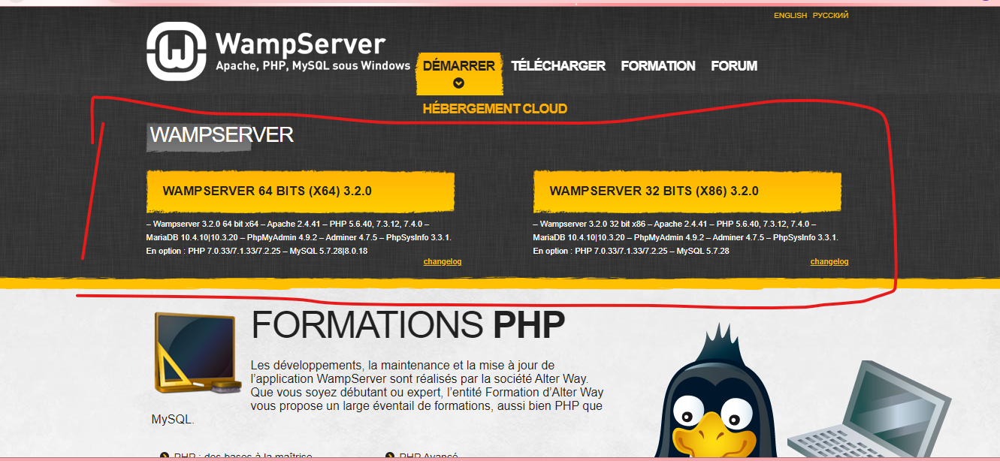 ENGLISH РУССКИЙ
WampServer
Apache, PHP, MySQL sous Windows
DÉMARRER TÉLÉCHARGER FORMATION FORUM
HÉBERGEMENT CLOUD
WAMPSERVER
WAMPSERVER 64 BITS (X64) 3.2.0
– Wampserver 3.2.0 64 bit x64 – Apache 2.4.41 – PHP 5.6.40, 7.3.12, 7.4.0 –
MariaDB 10.4.10|10.3.20 – PhpMyAdmin 4.9.2 – Adminer 4.7.5 – PhpSysInfo 3.3.1.
En option : PHP 7.0.33/7.1.33/7.2.25 – MySQL 5.7.28|8.0.18
changelog
WAMPSERVER 32 BITS (X86) 3.2.0
– Wampserver 3.2.0 32 bit x86 – Apache 2.4.41 – PHP 5.6.40, 7.3.12, 7.4.0 –
MariaDB 10.4.10|10.3.20 – PhpMyAdmin 4.9.2 – Adminer 4.7.5 – PhpSysInfo 3.3.1.
En option : PHP 7.0.33/7.1.33/7.2.25 – MySQL 5.7.28
changelog
FORMATIONS PHP
Les développements, la maintenance et la mise à jour de
l’application WampServer sont réalisés par la société Alter Way.
Que vous soyez débutant ou expert, l’entité Formation d’Alter Way
vous propose un large éventail de formations, aussi bien PHP que
MySQL.
PHP : des bases à la maîtrise
PHP Avancé